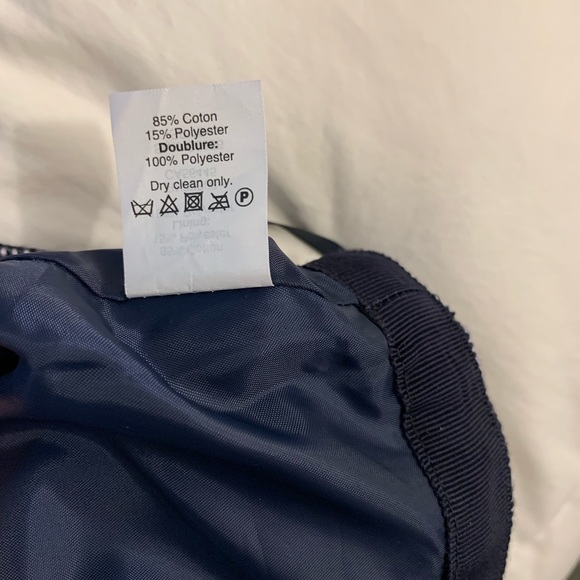 85% Coton
15% Polyester
Doublure:
100% Polyester
Dry clean only.
P